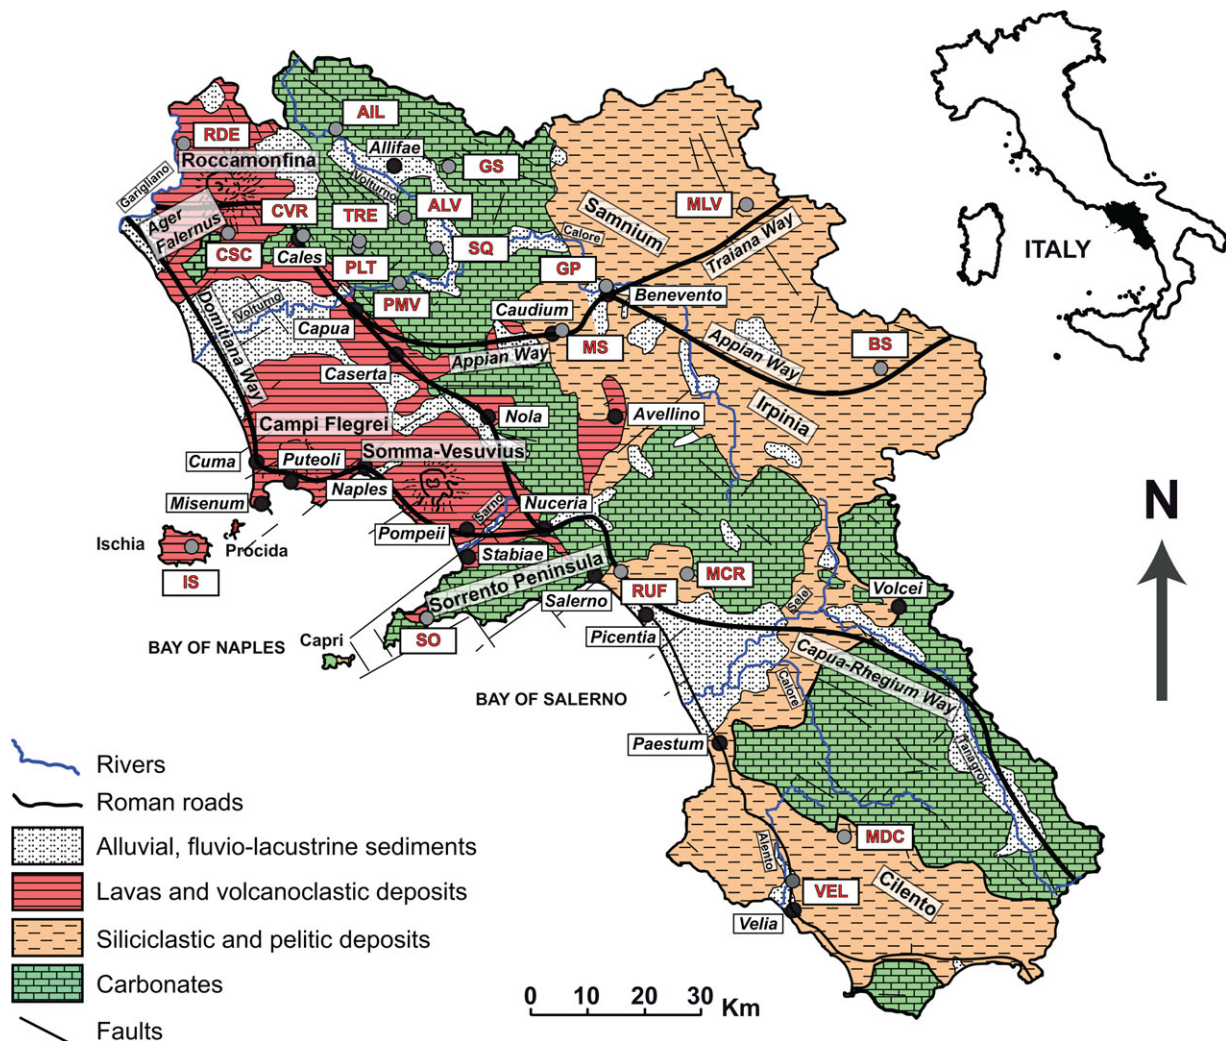 AIL
RDE
Allifae
GS
Roccamonfina
Garigliano
Volturno
ITALY
CVR
TRE
ALV
MLV
Samnium
Ager
Falernus
Calore
Traiana Way
CSC
Cales
SQ
PLT
GP
Volturno
PMV
Benevento
Domitiana Way
Capua
Caudium
MS
Appian Way
BS
Caserta
Appian Way
Nola
Avellino
Irpinia
Campi Flegrei
Somma-Vesuvius
Cuma
Puteoli
Misenum
Naples
Sarno
Nuceria
N
Pompeii
Ischia
Procida
Stabiae
IS
Sorrento Peninsula
MCR
RUF
Volcei
Salerno
Sele
SO
Picentia
BAY OF NAPLES
Capri
Capua-Rhegium Way
Calore
BAY OF SALERNO
Paestum
Tanagro
Rivers
Roman roads
Alluvial, fluvio-lacustrine sediments
MDC
Alento
Lavas and volcanoclastic deposits
VEL
Cilento
Velia
Siliciclastic and pelitic deposits
Carbonates
0 10 20 30 Km
Faults